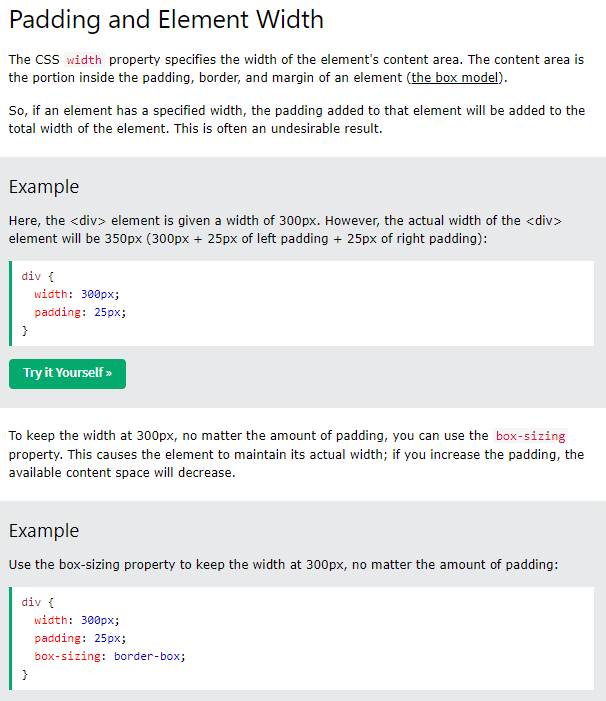 Padding and Element Width
The CSS width property specifies the width of the element's content area. The content area is
the portion inside the padding, border, and margin of an element (the box model).
So, if an element has a specified width, the padding added to that element will be added to the
total width of the element. This is often an undesirable result.
Example
Here, the <div> element is given a width of 300px. However, the actual width of the <div>
element will be 350px (300px + 25px of left padding + 25px of right padding):
div {
  width: 300px;
  padding: 25px;
}
Try it Yourself »
To keep the width at 300px, no matter the amount of padding, you can use the box-sizing
property. This causes the element to maintain its actual width; if you increase the padding, the
available content space will decrease.
Example
Use the box-sizing property to keep the width at 300px, no matter the amount of padding:
div {
  width: 300px;
  padding: 25px;
  box-sizing: border-box;
}